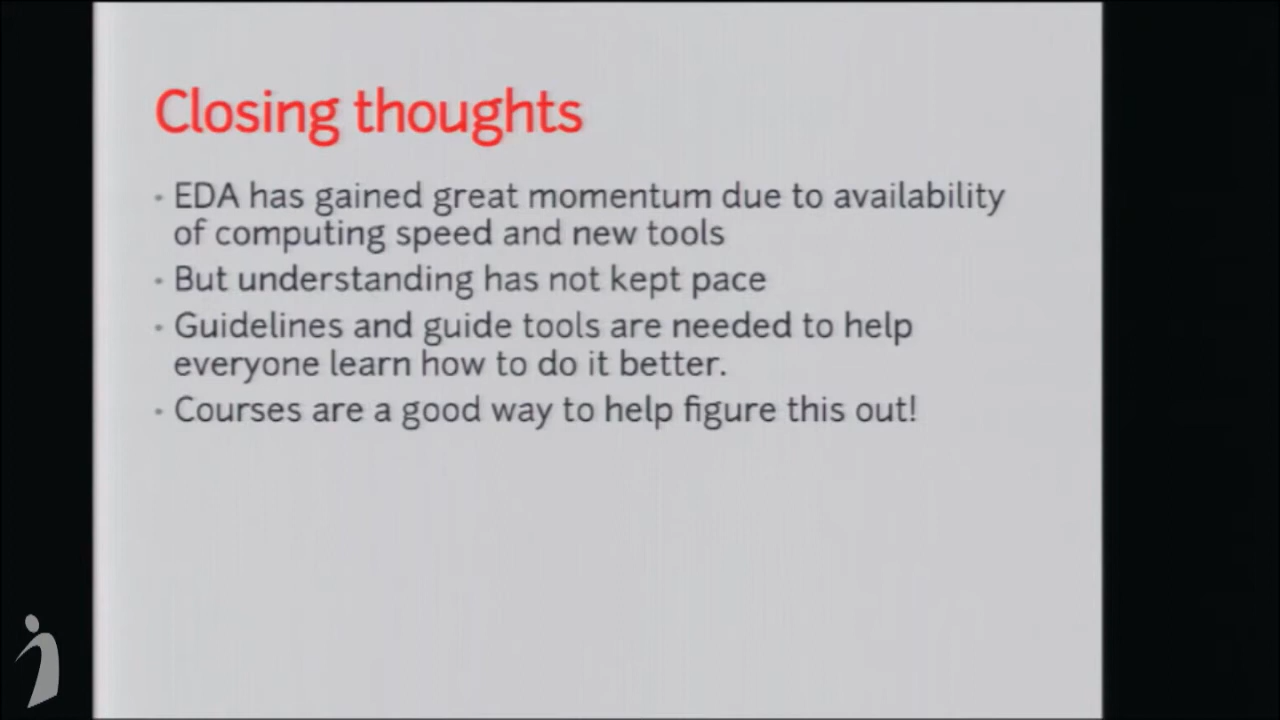 Closing thoughts
• EDA has gained great momentum due to availability
of computing speed and new tools
• But understanding has not kept pace
• Guidelines and guide tools are needed to help
everyone learn how to do it better.
• Courses are a good way to help figure this out!